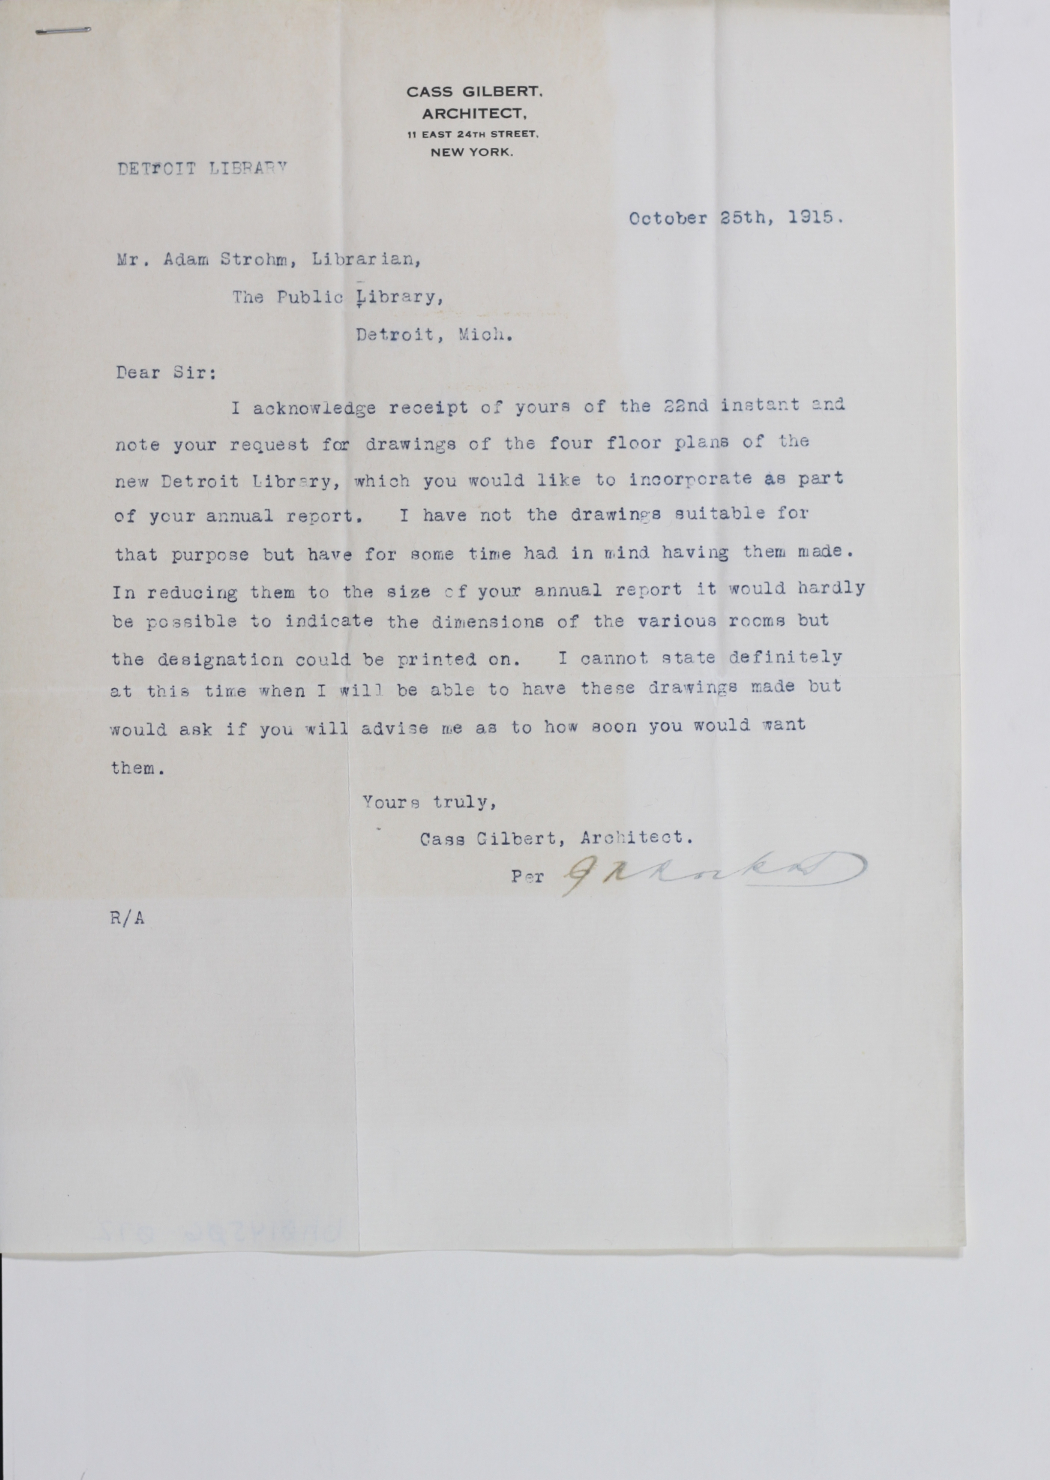 CASS GILBERT,
ARCHITECT,
11 EAST 24TH STREET,
NEW YORK.
DETROIT LIBRARY
October 25th, 1915.
Mr. Adam Strohm, Librarian,
The Public Library,
Detroit, Mich.
Dear Sir:
I acknowledge receipt of yours of the 22nd instant and
note your request for drawings of the four floor plans of the
new Detroit Library, which you would like to incorporate as part
of your annual report. I have not the drawings suitable for
that purpose but have for some time had in mind having them made.
In reducing them to the size of your annual report it would hardly
be possible to indicate the dimensions of the various rooms but
the designation could be printed on. I cannot state definitely
at this time when I will be able to have these drawings made but
would ask if you will advise me as to how soon you would want
them.
Yours truly,
Cass Gilbert, Architect.
Per
R/A